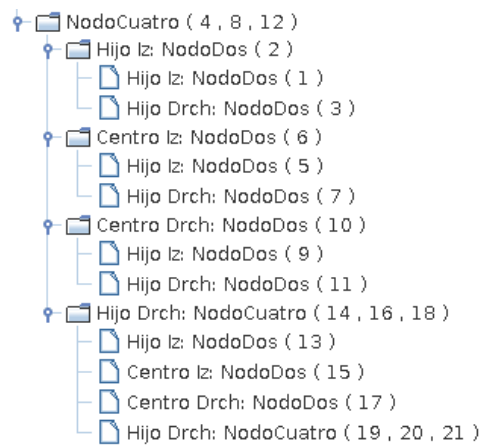 NodoCuatro ( 4 , 8 , 12 )
Hijo Iz: NodoDos ( 2 )
Hijo Iz: NodoDos ( 1 )
Hijo Drch: NodoDos ( 3 )
Centro Iz: NodoDos ( 6 )
Hijo Iz: NodoDos ( 5 )
Hijo Drch: NodoDos ( 7 )
Centro Drch: NodoDos ( 10 )
Hijo Iz: NodoDos ( 9 )
Hijo Drch: NodoDos ( 11 )
Hijo Drch: NodoCuatro ( 14 , 16 , 18 )
Hijo Iz: NodoDos ( 13 )
Centro Iz: NodoDos ( 15 )
Centro Drch: NodoDos ( 17 )
Hijo Drch: NodoCuatro ( 19 , 20 , 21 )